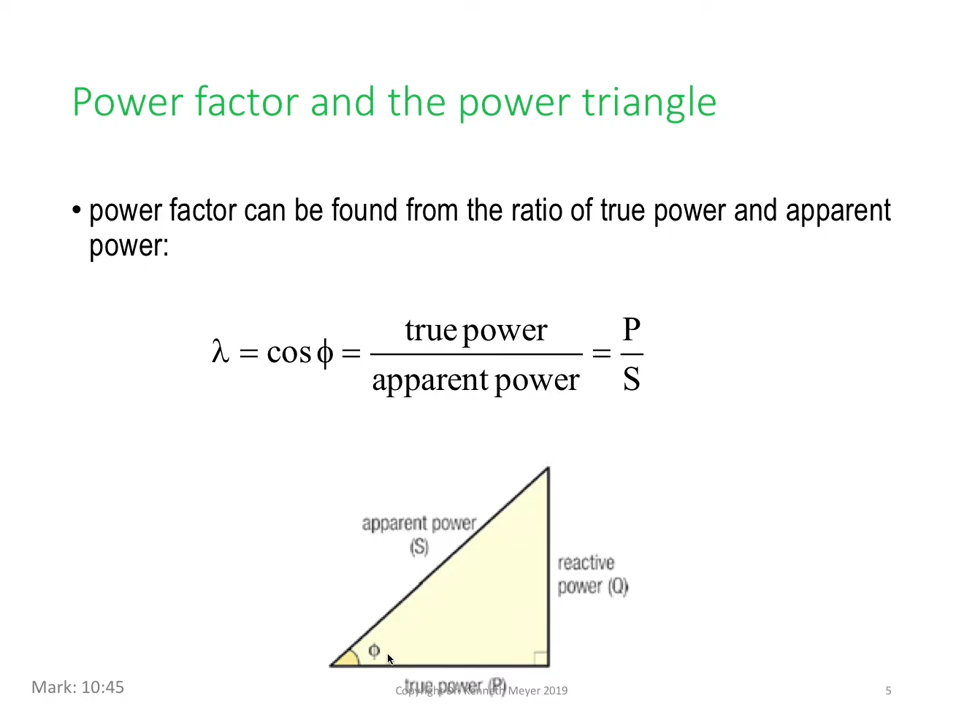 Power factor and the power triangle
• power factor can be found from the ratio of true power and apparent
power:
λ = cos ϕ = true power / apparent power = P / S
apparent power
(S)
reactive
power (Q)
ϕ
true power (P)
Mark: 10:45
Copyright Dr Kenneth Meyer 2019
5